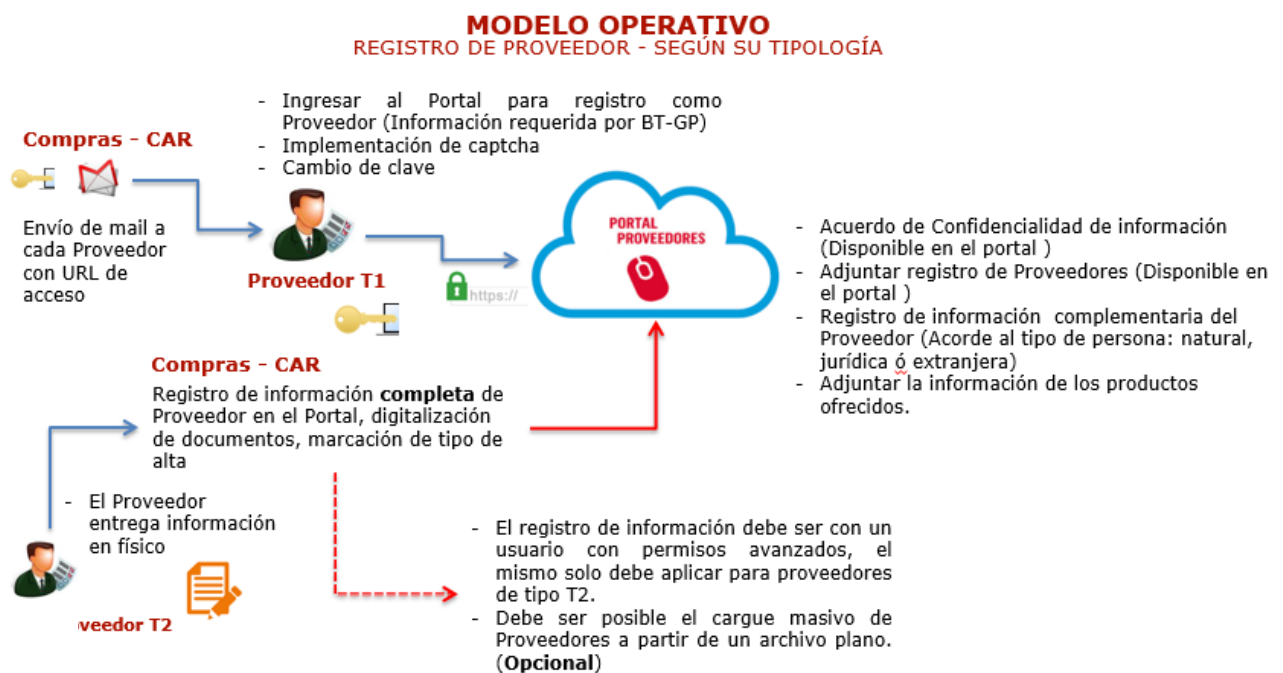 MODELO OPERATIVO
REGISTRO DE PROVEEDOR - SEGÚN SU TIPOLOGÍA
- Ingresar al Portal para registro como
Proveedor (Información requerida por BT-GP)
- Implementación de captcha
- Cambio de clave
Compras - CAR
Envío de mail a
cada Proveedor
con URL de
acceso
Proveedor T1
https://
PORTAL
PROVEEDORES
- Acuerdo de Confidencialidad de información
(Disponible en el portal )
- Adjuntar registro de Proveedores (Disponible en
el portal )
- Registro de información complementaria del
Proveedor (Acorde al tipo de persona: natural,
jurídica ó extranjera)
- Adjuntar la información de los productos
ofrecidos.
Compras - CAR
Registro de información completa de
Proveedor en el Portal, digitalización
de documentos, marcación de tipo de
alta
- El Proveedor
entrega información
en físico
veedor T2
- El registro de información debe ser con un
usuario con permisos avanzados, el
mismo solo debe aplicar para proveedores
de tipo T2.
- Debe ser posible el cargue masivo de
Proveedores a partir de un archivo plano.
(Opcional)